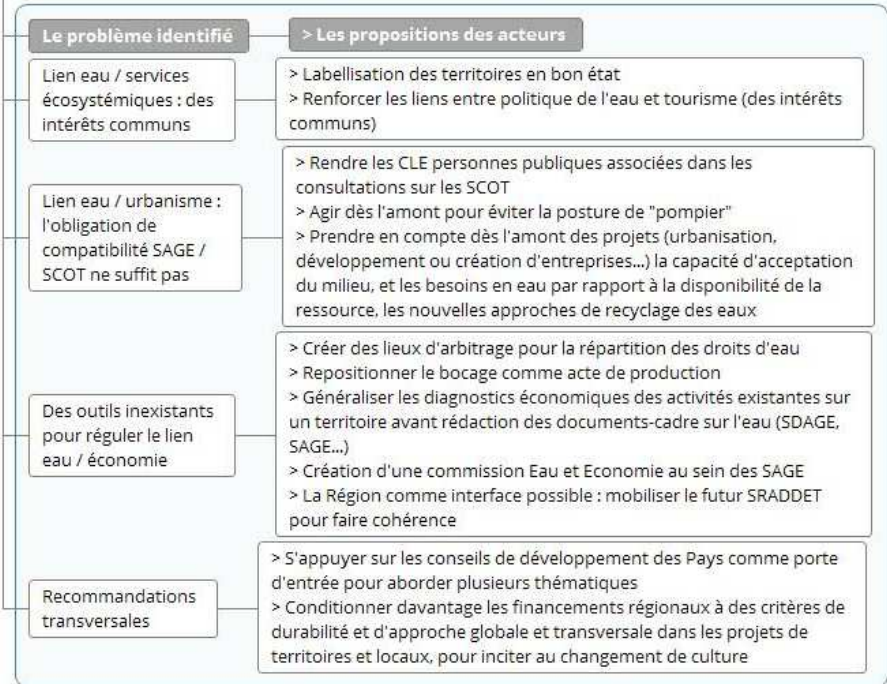 Le problème identifié
> Les propositions des acteurs
Lien eau / services
écosystémiques : des
intérêts communs
> Labellisation des territoires en bon état
> Renforcer les liens entre politique de l'eau et tourisme (des intérêts
communs)
Lien eau / urbanisme :
l'obligation de
compatibilité SAGE /
SCOT ne suffit pas
> Rendre les CLE personnes publiques associées dans les
consultations sur les SCOT
> Agir dès l'amont pour éviter la posture de "pompier"
> Prendre en compte dès l'amont des projets (urbanisation,
développement ou création d'entreprises...) la capacité d'acceptation
du milieu, et les besoins en eau par rapport à la disponibilité de la
ressource, les nouvelles approches de recyclage des eaux
Des outils inexistants
pour réguler le lien
eau / économie
> Créer des lieux d'arbitrage pour la répartition des droits d'eau
> Repositionner le bocage comme acte de production
> Généraliser les diagnostics économiques des activités existantes sur
un territoire avant rédaction des documents-cadre sur l'eau (SDAGE,
SAGE...)
> Création d'une commission Eau et Economie au sein des SAGE
> La Région comme interface possible : mobiliser le futur SRADDET
pour faire cohérence
Recommandations
transversales
> S'appuyer sur les conseils de développement des Pays comme porte
d'entrée pour aborder plusieurs thématiques
> Conditionner davantage les financements régionaux à des critères de
durabilité et d'approche globale et transversale dans les projets de
territoires et locaux, pour inciter au changement de culture